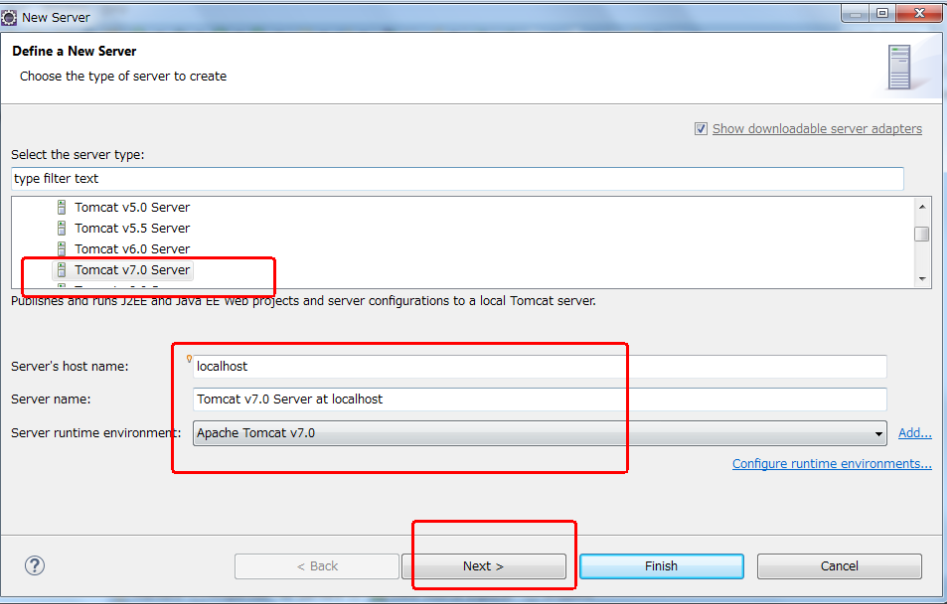 New Server
Define a New Server
Choose the type of server to create
Show downloadable server adapters
Select the server type:
type filter text
Tomcat v5.0 Server
Tomcat v5.5 Server
Tomcat v6.0 Server
Tomcat v7.0 Server
Publishes and runs J2EE and Java EE Web projects and server configurations to a local Tomcat server.
Server's host name: localhost
Server name: Tomcat v7.0 Server at localhost
Server runtime environment: Apache Tomcat v7.0 Add...
Configure runtime environments...
? < Back Next > Finish Cancel